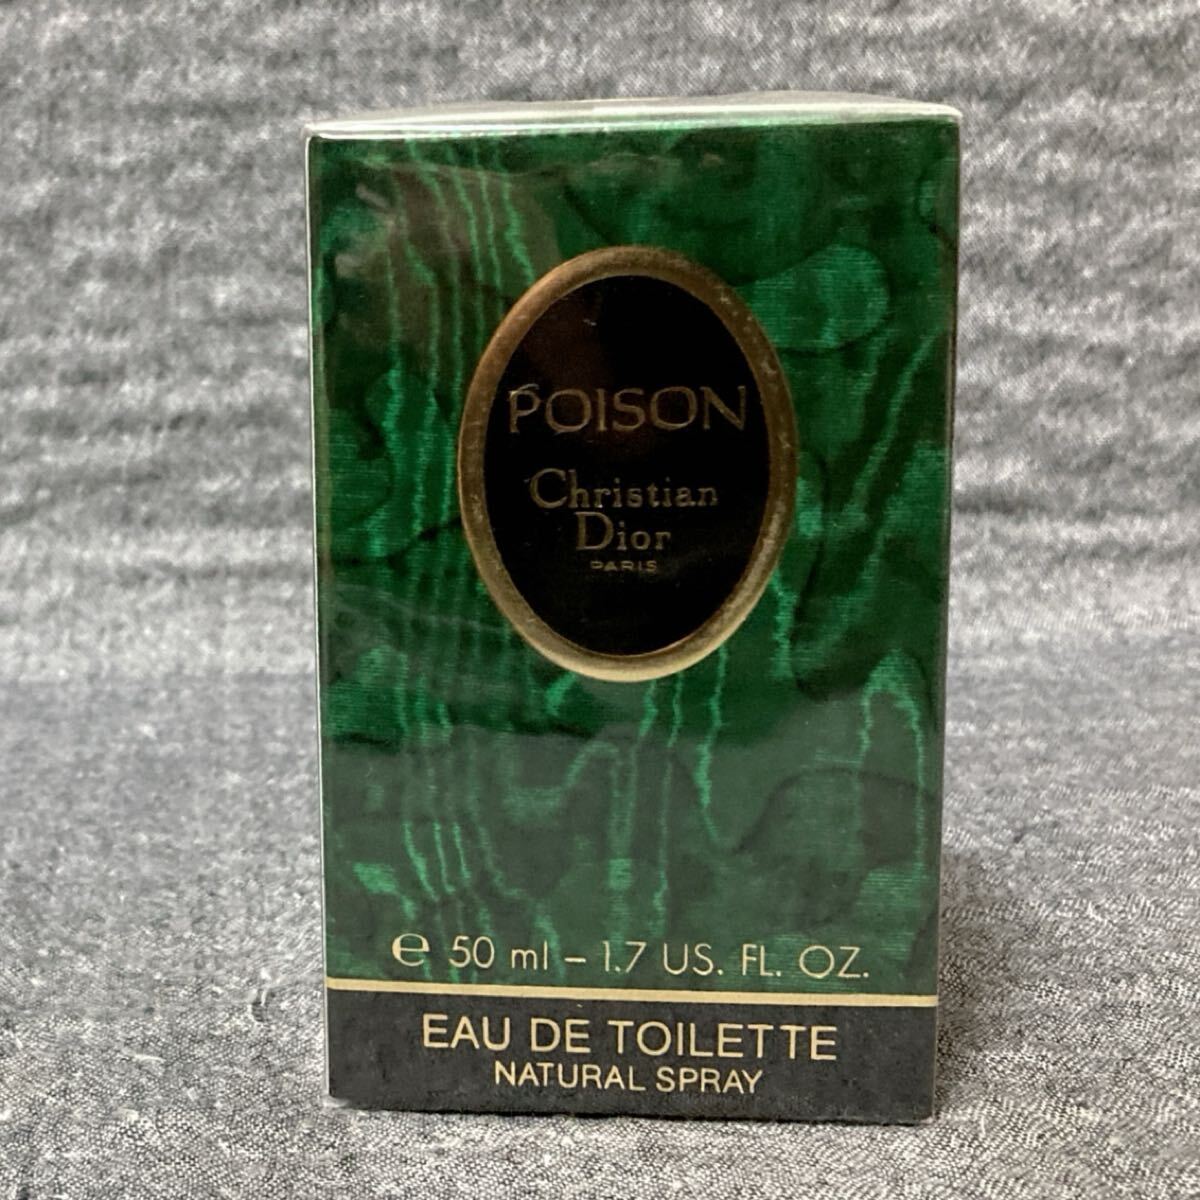 POISON
Christian
Dior
PARIS
℮ 50 ml – 1.7 US. FL. OZ.
EAU DE TOILETTE
NATURAL SPRAY